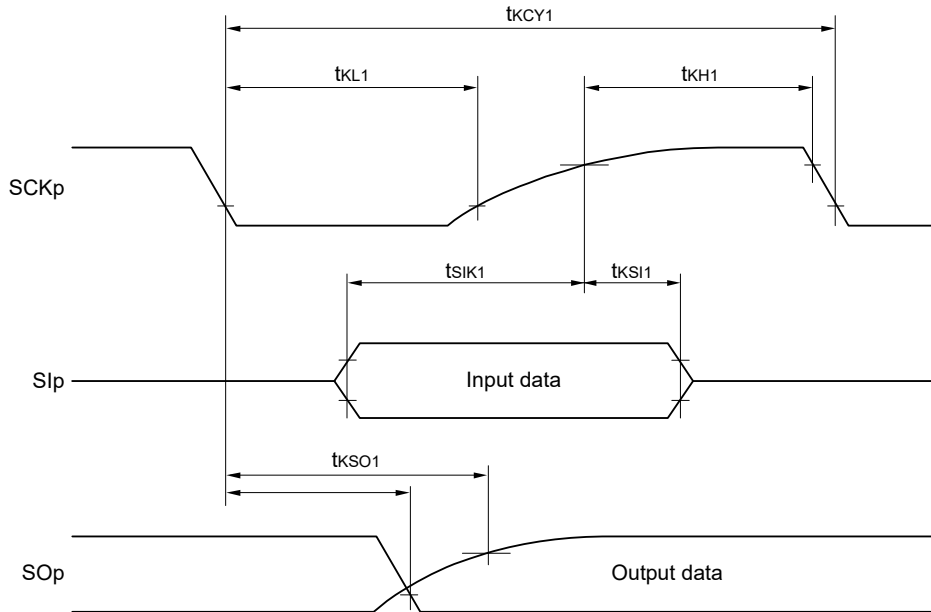 tKCY1
tKL1
tKH1
SCKp
tSIK1
tKSI1
SIp
Input data
tKSO1
SOp
Output data